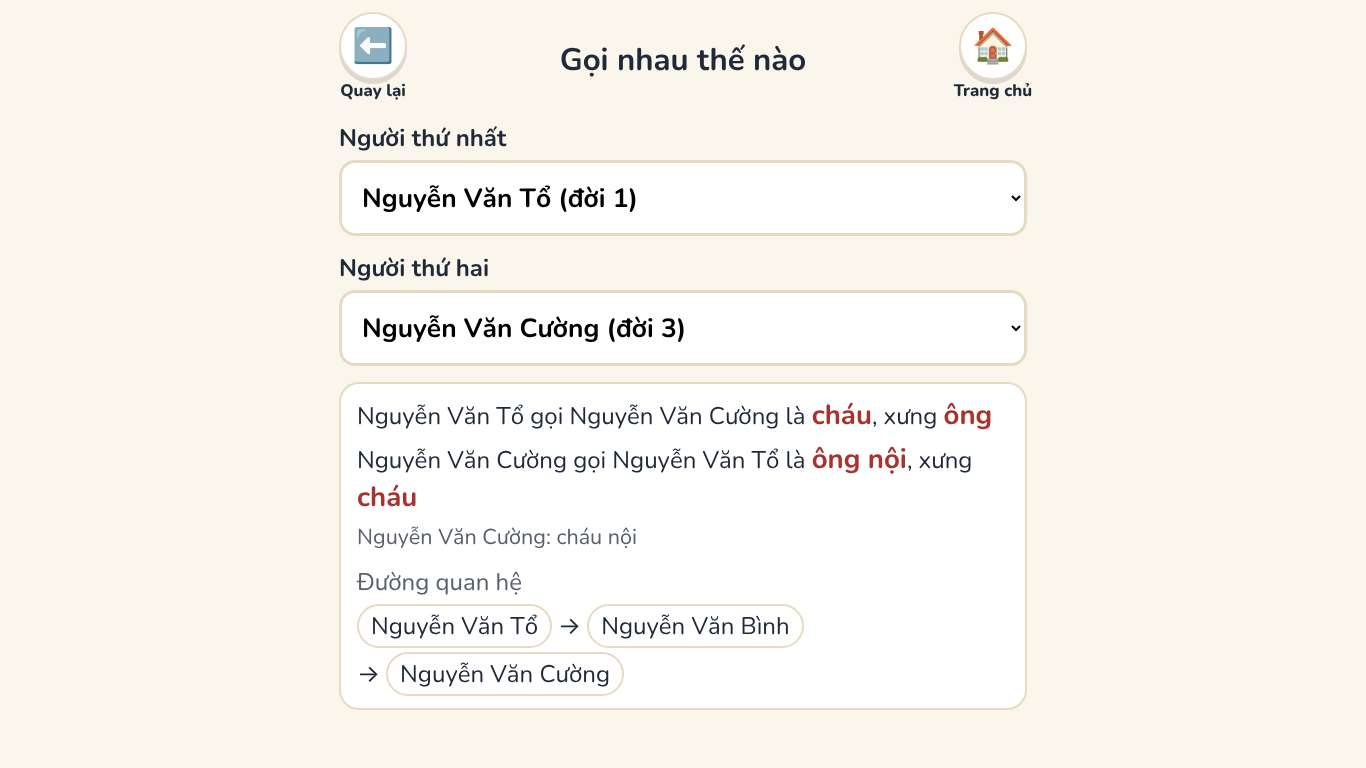 Gọi nhau thế nào
Quay lại
Trang chủ
Người thứ nhất
Nguyễn Văn Tổ (đời 1)
Người thứ hai
Nguyễn Văn Cường (đời 3)
Nguyễn Văn Tổ gọi Nguyễn Văn Cường là cháu, xưng ông
Nguyễn Văn Cường gọi Nguyễn Văn Tổ là ông nội, xưng
cháu
Nguyễn Văn Cường: cháu nội
Đường quan hệ
Nguyễn Văn Tổ → Nguyễn Văn Bình
→ Nguyễn Văn Cường